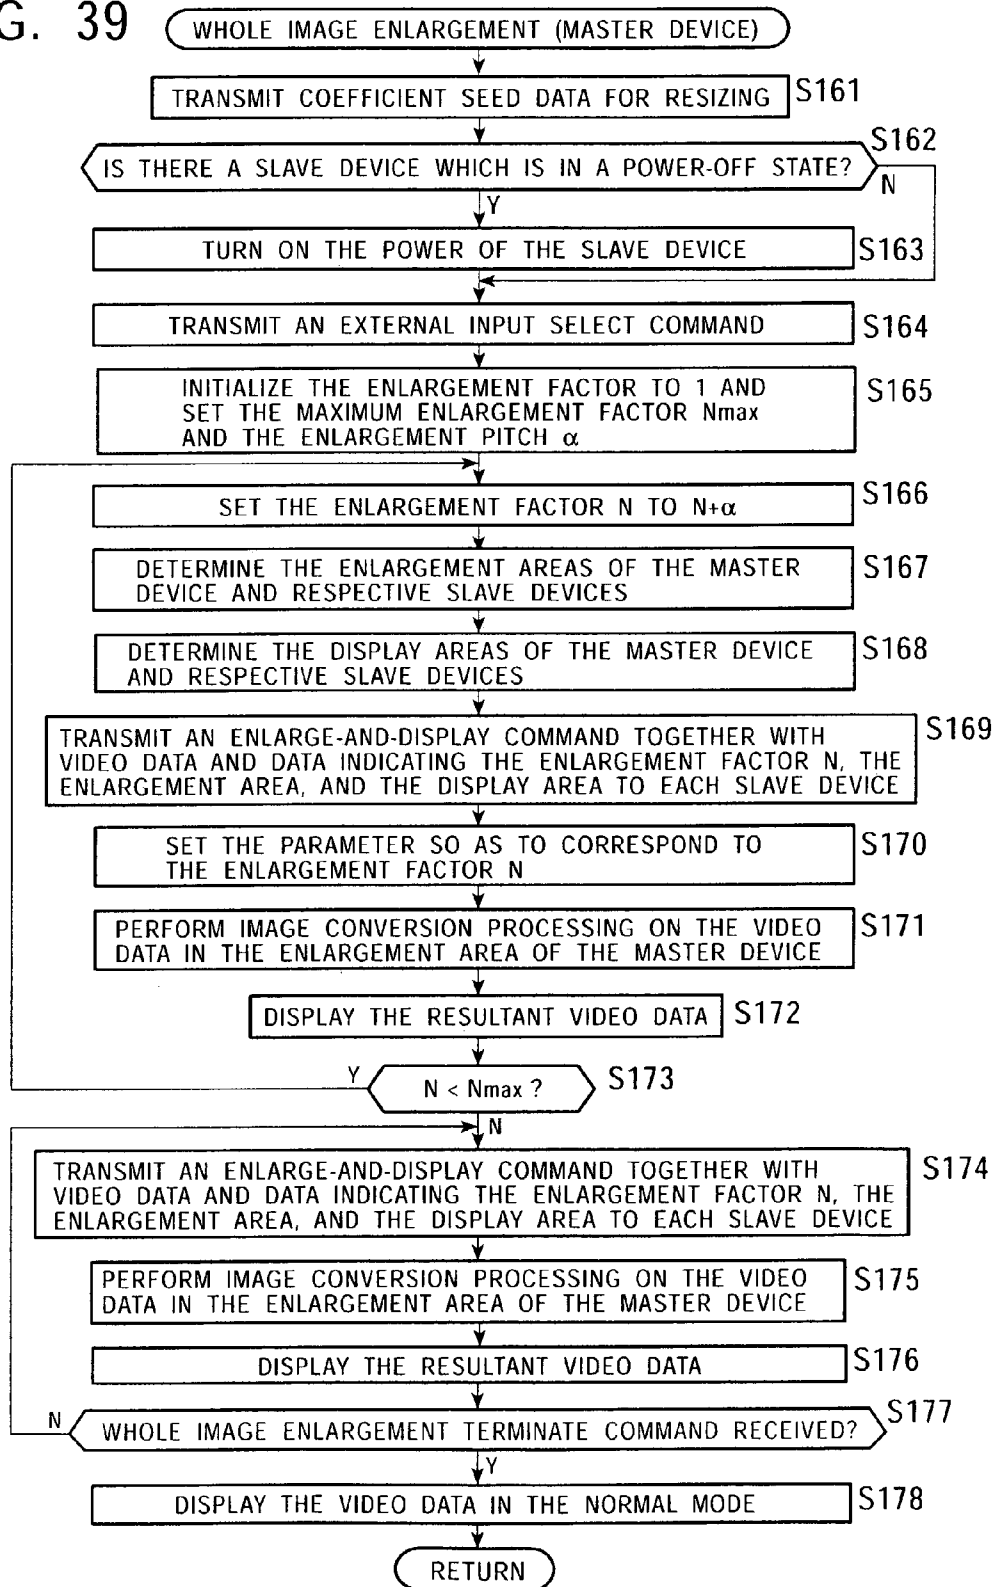 G. 39
WHOLE IMAGE ENLARGEMENT (MASTER DEVICE)
TRANSMIT COEFFICIENT SEED DATA FOR RESIZING
S161
S162
IS THERE A SLAVE DEVICE WHICH IS IN A POWER-OFF STATE?
N
Y
TURN ON THE POWER OF THE SLAVE DEVICE
S163
TRANSMIT AN EXTERNAL INPUT SELECT COMMAND
S164
INITIALIZE THE ENLARGEMENT FACTOR TO 1 AND
SET THE MAXIMUM ENLARGEMENT FACTOR Nmax
AND THE ENLARGEMENT PITCH α
S165
SET THE ENLARGEMENT FACTOR N TO N+α
S166
DETERMINE THE ENLARGEMENT AREAS OF THE MASTER
DEVICE AND RESPECTIVE SLAVE DEVICES
S167
DETERMINE THE DISPLAY AREAS OF THE MASTER DEVICE
AND RESPECTIVE SLAVE DEVICES
S168
TRANSMIT AN ENLARGE-AND-DISPLAY COMMAND TOGETHER WITH
VIDEO DATA AND DATA INDICATING THE ENLARGEMENT FACTOR N, THE
ENLARGEMENT AREA, AND THE DISPLAY AREA TO EACH SLAVE DEVICE
S169
SET THE PARAMETER SO AS TO CORRESPOND TO
THE ENLARGEMENT FACTOR N
S170
PERFORM IMAGE CONVERSION PROCESSING ON THE VIDEO
DATA IN THE ENLARGEMENT AREA OF THE MASTER DEVICE
S171
DISPLAY THE RESULTANT VIDEO DATA
S172
Y
N < Nmax ?
S173
N
TRANSMIT AN ENLARGE-AND-DISPLAY COMMAND TOGETHER WITH
VIDEO DATA AND DATA INDICATING THE ENLARGEMENT FACTOR N, THE
ENLARGEMENT AREA, AND THE DISPLAY AREA TO EACH SLAVE DEVICE
S174
PERFORM IMAGE CONVERSION PROCESSING ON THE VIDEO
DATA IN THE ENLARGEMENT AREA OF THE MASTER DEVICE
S175
DISPLAY THE RESULTANT VIDEO DATA
S176
N
WHOLE IMAGE ENLARGEMENT TERMINATE COMMAND RECEIVED?
S177
Y
DISPLAY THE VIDEO DATA IN THE NORMAL MODE
S178
RETURN